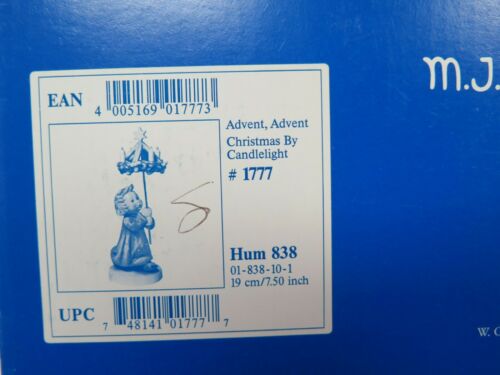 M.J.
EAN
4 005169 017773
Advent, Advent
Christmas By
Candlelight
# 1777
Hum 838
01-838-10-1
19 cm/7.50 inch
UPC
7 48141 01777 7
W.